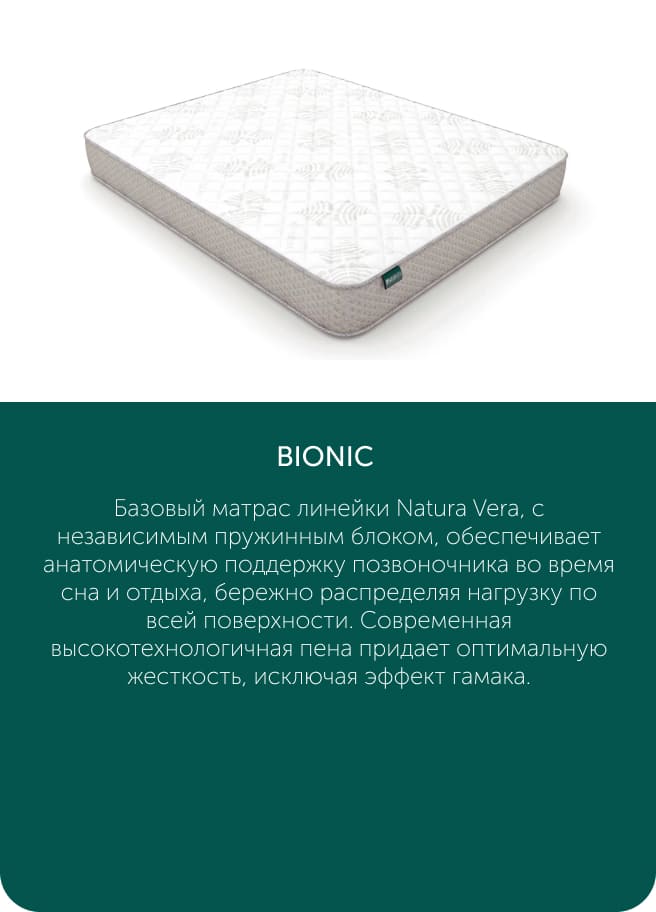 BIONIC
Базовый матрас линейки Natura Vera, с
независимым пружинным блоком, обеспечивает
анатомическую поддержку позвоночника во время
сна и отдыха, бережно распределяя нагрузку по
всей поверхности. Современная
высокотехнологичная пена придает оптимальную
жесткость, исключая эффект гамака.